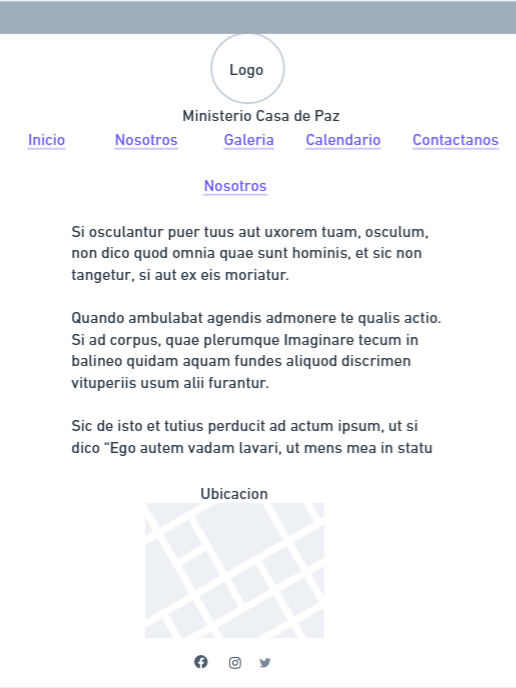 Logo
Ministerio Casa de Paz
Inicio Nosotros Galeria Calendario Contactanos
Nosotros
Si osculantur puer tuus aut uxorem tuam, osculum,
non dico quod omnia quae sunt hominis, et sic non
tangetur, si aut ex eis moriatur.
Quando ambulabat agendis admonere te qualis actio.
Si ad corpus, quae plerumque Imaginare tecum in
balineo quidam aquam fundes aliquod discrimen
vituperiis usum alii furantur.
Sic de isto et tutius perducit ad actum ipsum, ut si
dico “Ego autem vadam lavari, ut mens mea in statu
Ubicacion